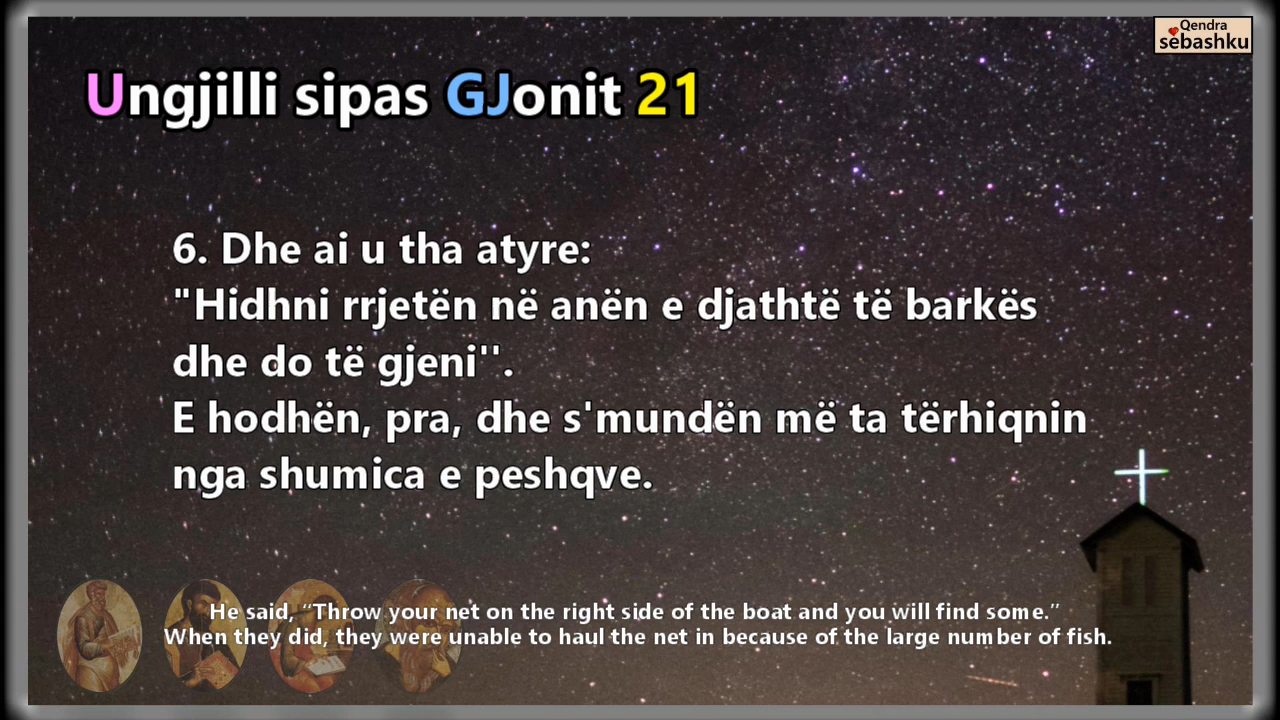 Qendra
sëbashku
Ungjilli sipas GJonit 21
6. Dhe ai u tha atyre:
"Hidhni rrjetën në anën e djathtë të barkës
dhe do të gjeni''.
E hodhën, pra, dhe s'mundën më ta tërhiqnin
nga shumica e peshqve.
He said, “Throw your net on the right side of the boat and you will find some.”
When they did, they were unable to haul the net in because of the large number of fish.